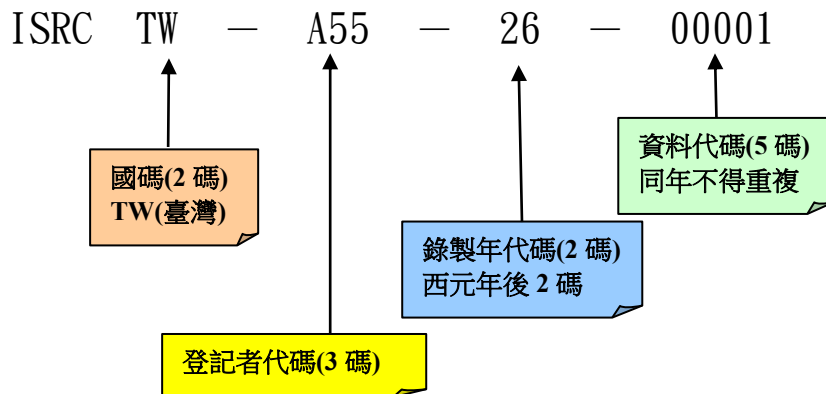 ISRC TW － A55 － 26 － 00001
國碼(2 碼)
TW(臺灣)
資料代碼(5 碼)
同年不得重複
錄製年代碼(2 碼)
西元年後 2 碼
登記者代碼(3 碼)